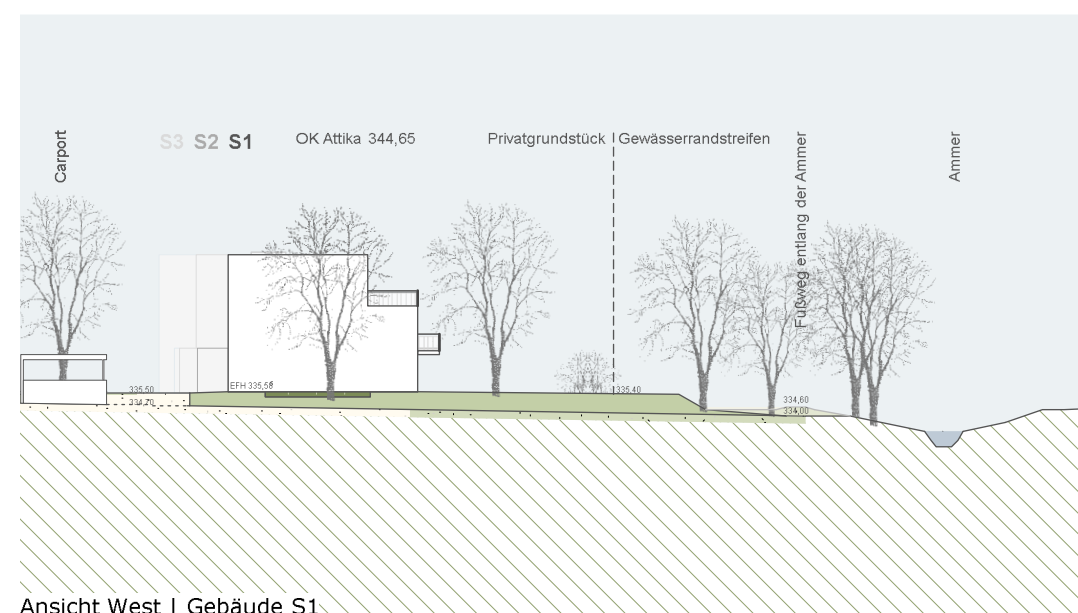 Carport
S3 S2 S1
OK Attika 344,65
Privatgrundstück | Gewässerrandstreifen
Fußweg entlang der Ammer
Ammer
335,50
334,70
EFH 335,58
335,40
334,60
334,00
Ansicht West | Gebäude S1